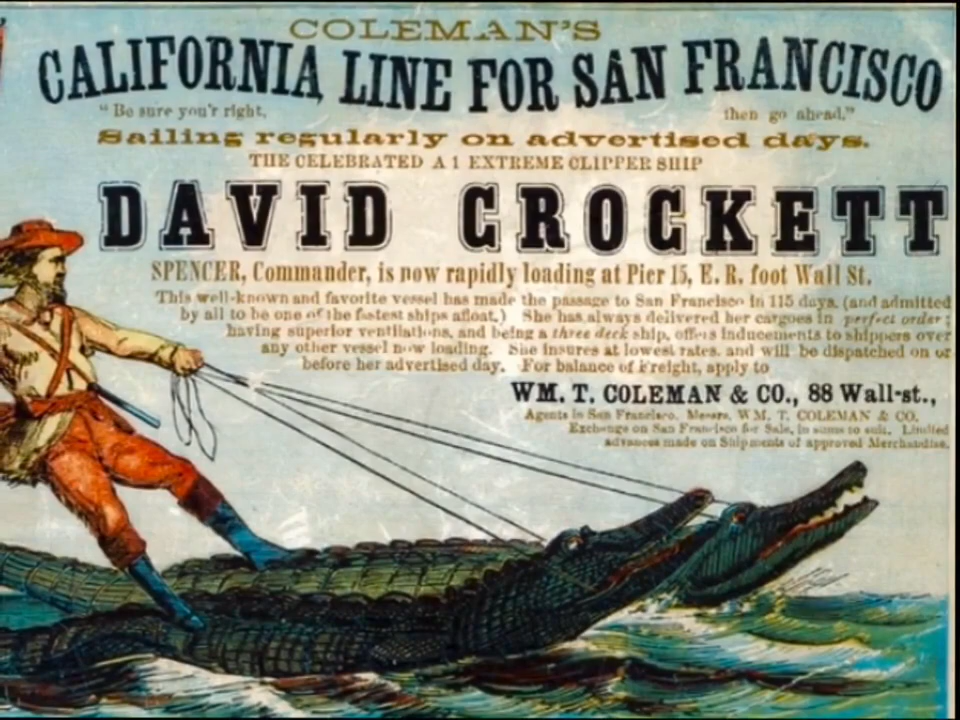 COLEMAN'S
CALIFORNIA LINE FOR SAN FRANCISCO
"Be sure you'r right, then go ahead."
Sailing regularly on advertised days.
THE CELEBRATED A 1 EXTREME CLIPPER SHIP
DAVID CROCKETT
SPENCER, Commander, is now rapidly loading at Pier 15, E. R. foot Wall St.
This well-known and favorite vessel has made the passage to San Francisco in 115 days, (and admitted
by all to be one of the fastest ships afloat.) She has always delivered her cargoes in perfect order;
having superior ventilations, and being a three deck ship, offers inducements to shippers over
any other vessel now loading. She insures at lowest rates, and will be dispatched on or
before her advertised day. For balance of Freight, apply to
WM. T. COLEMAN & CO., 88 Wall-st.,
Agents in San Francisco, Messrs. WM. T. COLEMAN & CO.
Exchange on San Francisco for Sale, in sums to suit. Limited
advances made on Shipments of approved Merchandise.